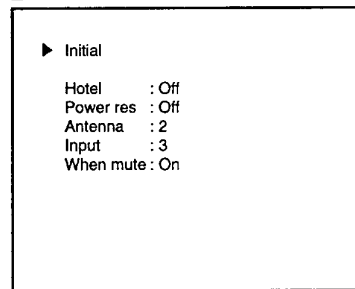 Initial
Hotel : Off
Power res : Off
Antenna : 2
Input : 3
When mute : On